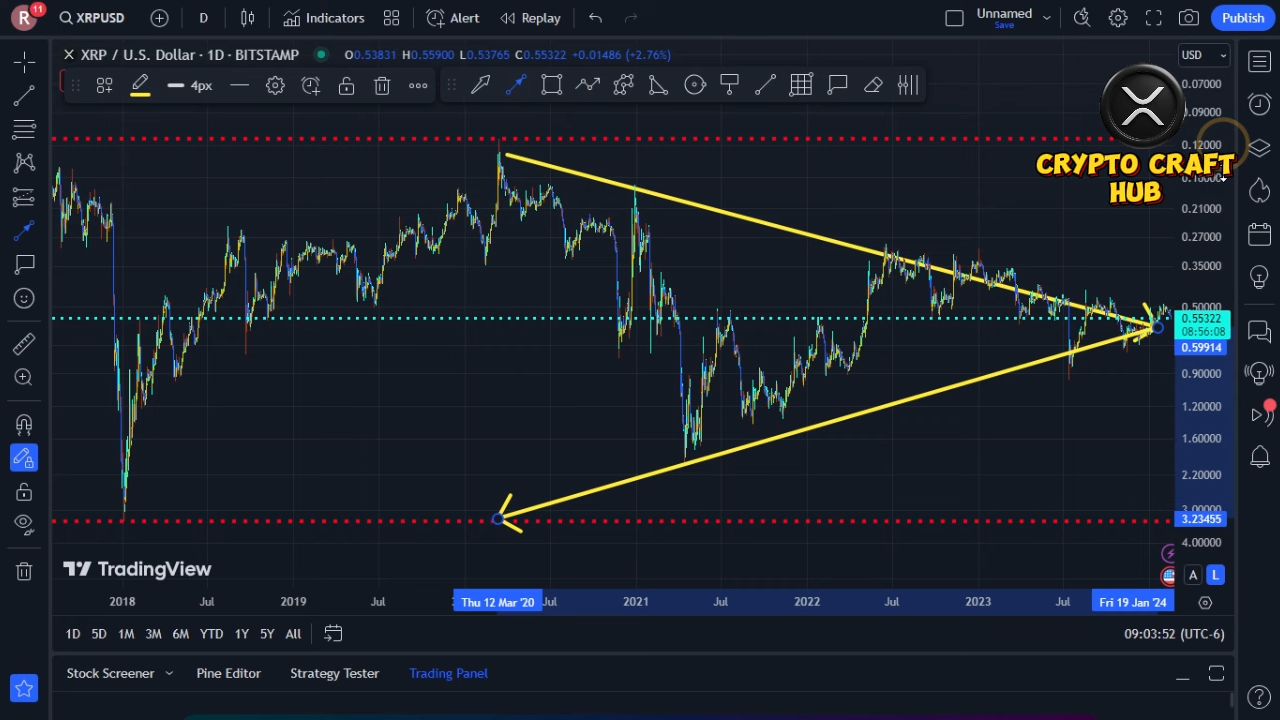 R
11
XRPUSD
D
Indicators
Alert
Replay
Unnamed
Save
Publish
XRP / U.S. Dollar · 1D · BITSTAMP
O0.53831 H0.55900 L0.53765 C0.55322 +0.01486 (+2.76%)
USD
4px
0.07000
0.09000
0.12000
CRYPTO CRAFT
HUB
0.21000
0.27000
0.35000
0.50000
0.55322
08:56:08
0.59914
0.90000
1.20000
1.60000
2.20000
3.00000
3.23455
4.00000
TradingView
A
L
2018
Jul
2019
Jul
Thu 12 Mar '20
Jul
2021
Jul
2022
Jul
2023
Jul
Fri 19 Jan '24
1D 5D 1M 3M 6M YTD 1Y 5Y All
09:03:52 (UTC-6)
Stock Screener
Pine Editor
Strategy Tester
Trading Panel